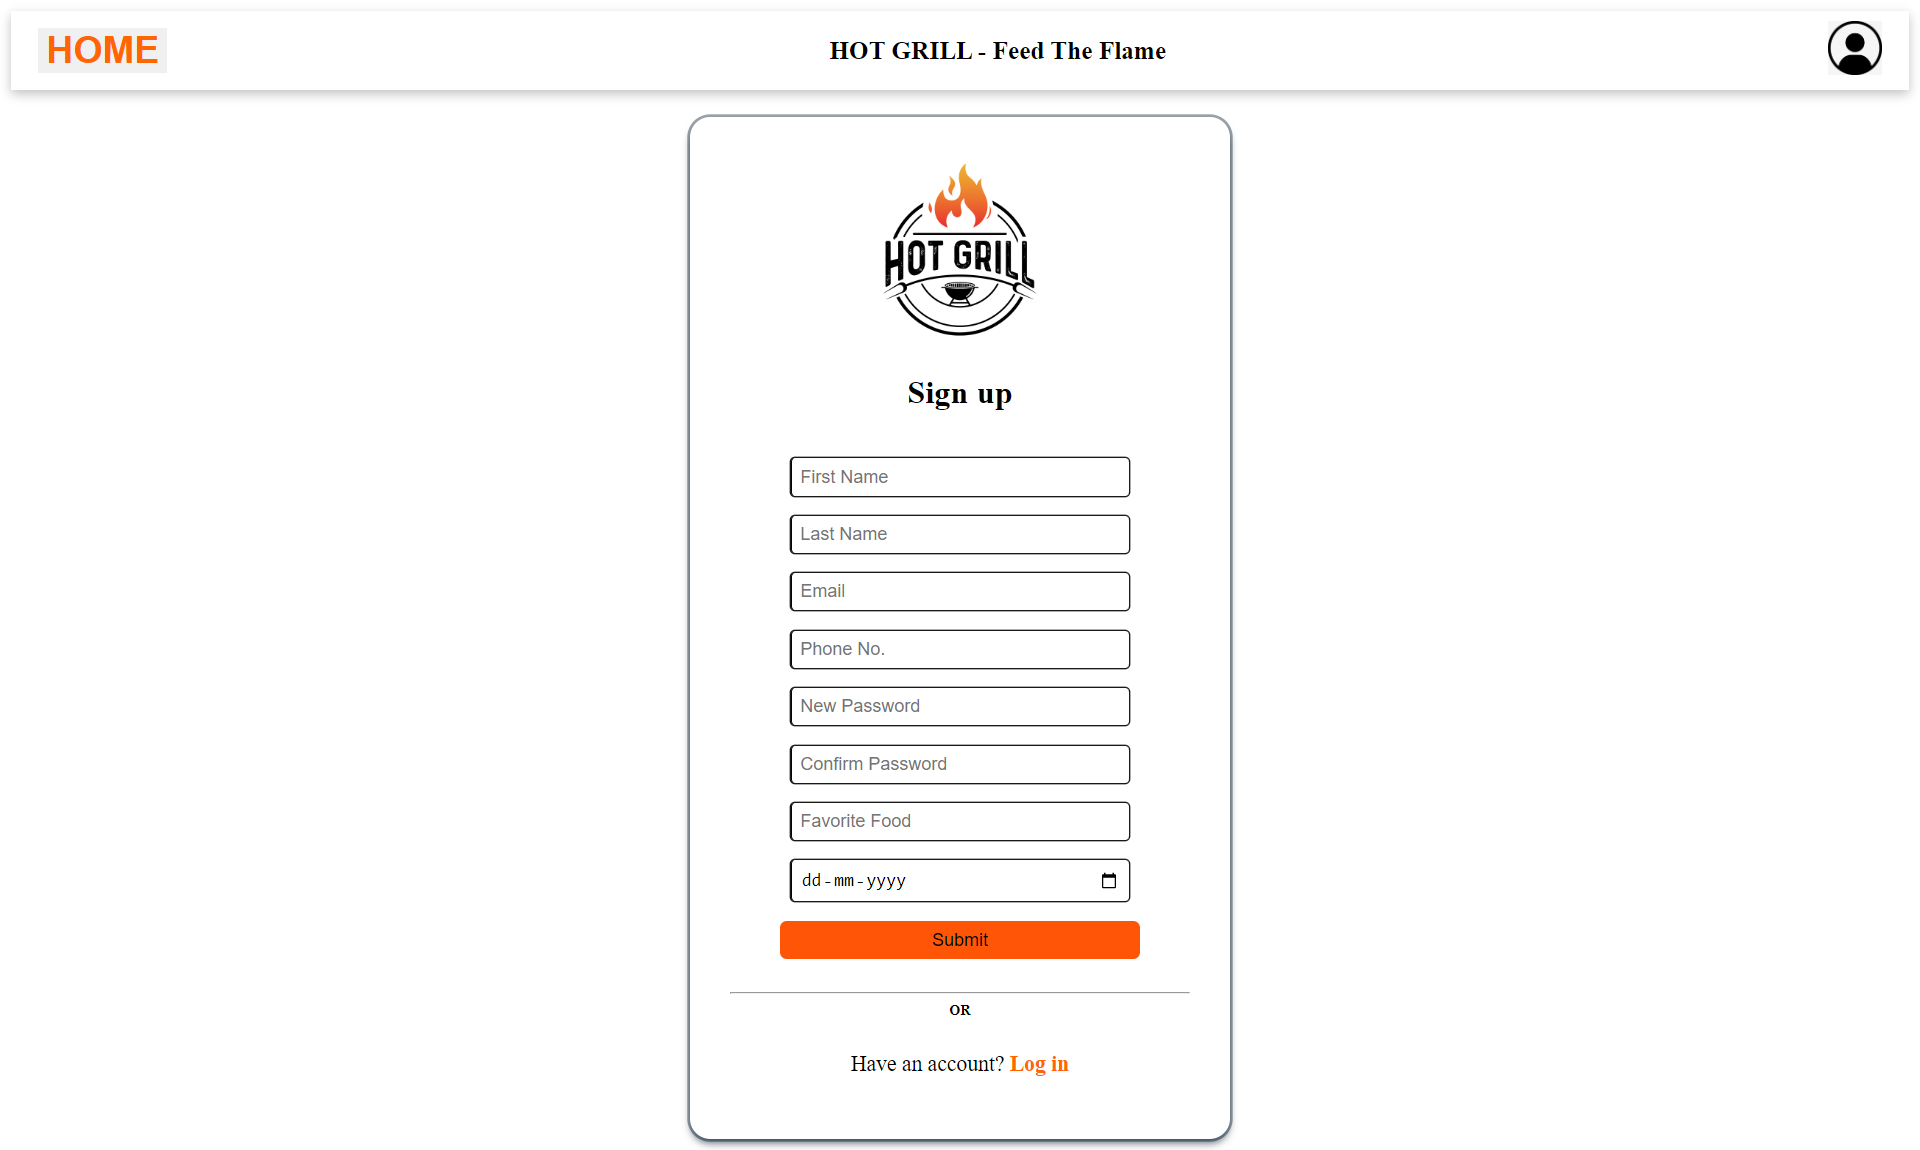 HOME
HOT GRILL - Feed The Flame
HOT GRILL
Sign up
First Name
Last Name
Email
Phone No.
New Password
Confirm Password
Favorite Food
dd-mm-yyyy
Submit
OR
Have an account? Log in